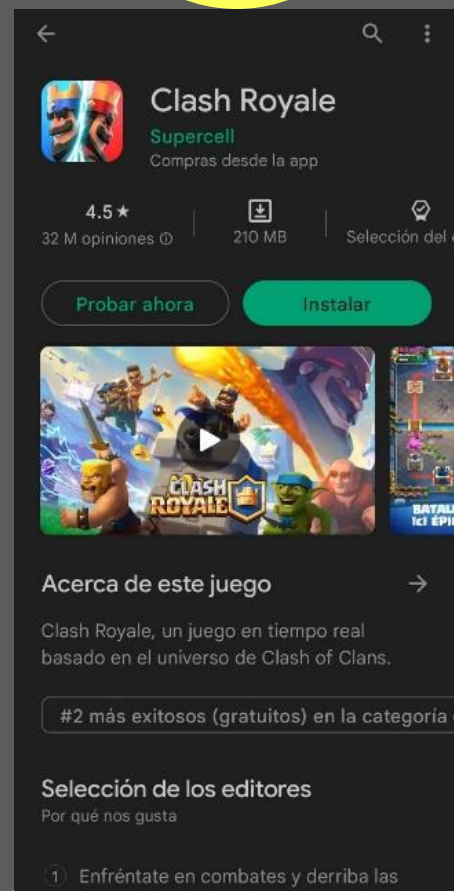 Clash Royale
Supercell
Compras desde la app
4.5★
32 M opiniones
210 MB
Selección del
Probar ahora
Instalar
CLASH
ROYALE
Acerca de este juego
Clash Royale, un juego en tiempo real
basado en el universo de Clash of Clans.
#2 más exitosos (gratuitos) en la categoría
Selección de los editores
Por qué nos gusta
1 Enfréntate en combates y derriba las